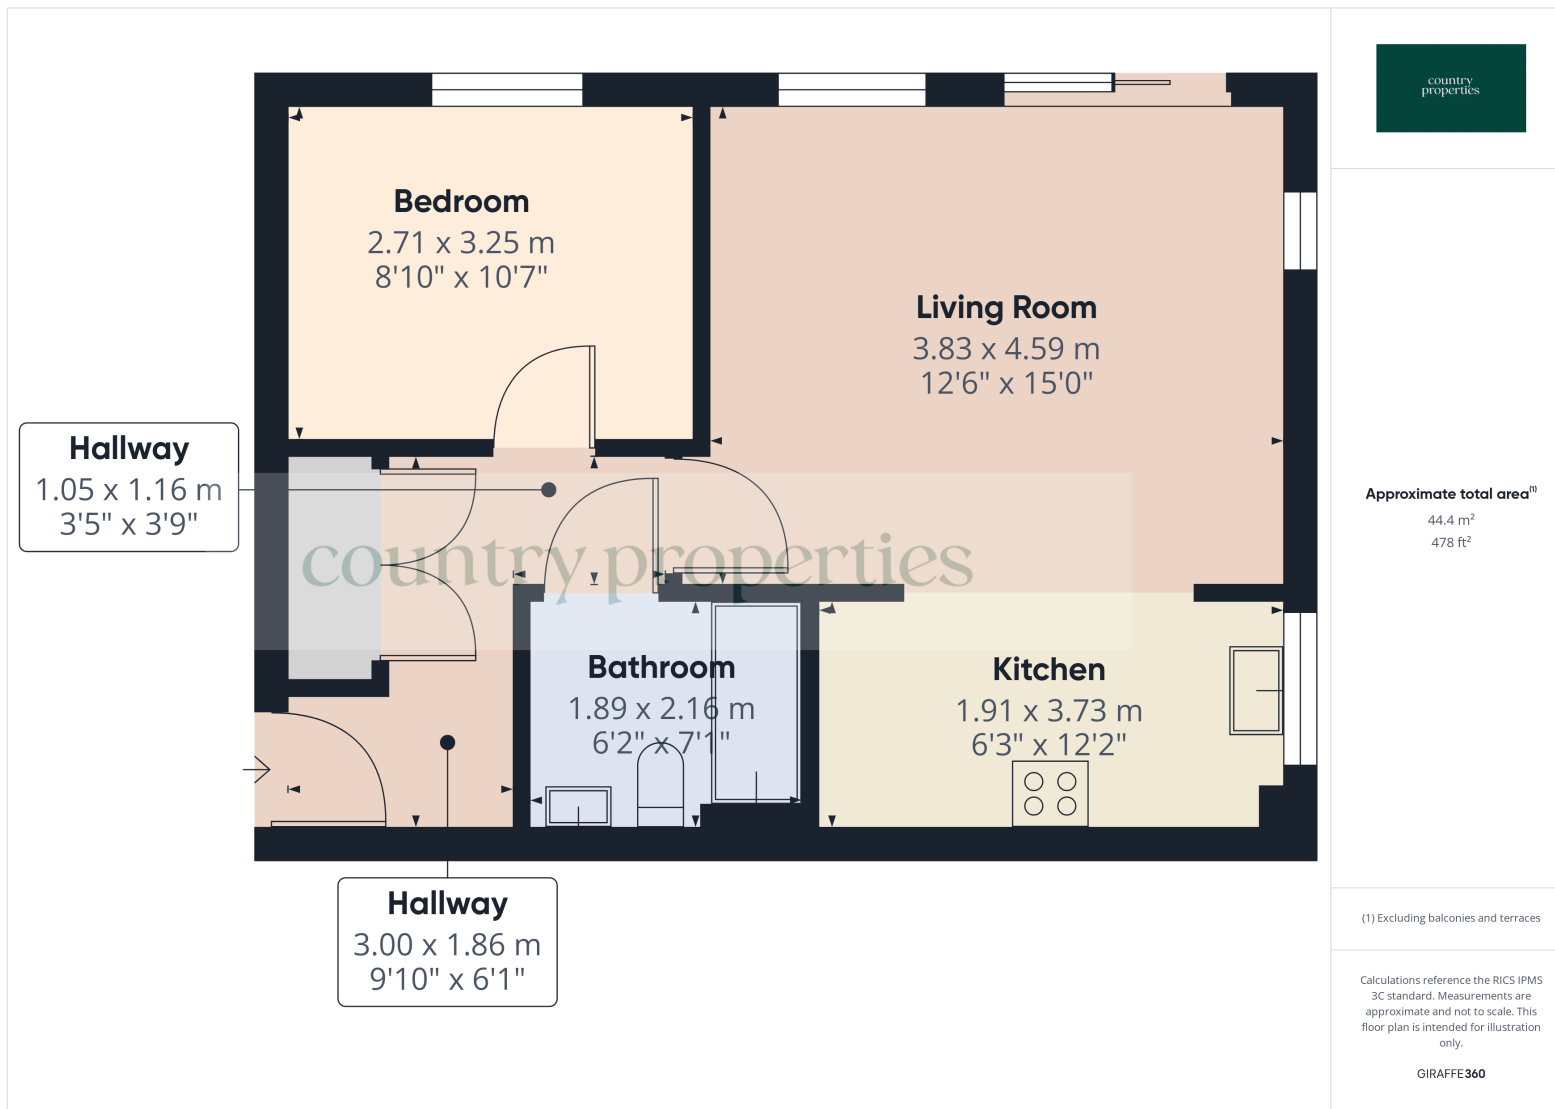 Bedroom
2.71 x 3.25 m
8'10" x 10'7"
Living Room
3.83 x 4.59 m
12'6" x 15'0"
Hallway
1.05 x 1.16 m
3'5" x 3'9"
country properties
Bathroom
1.89 x 2.16 m
6'2" x 7'1"
Kitchen
1.91 x 3.73 m
6'3" x 12'2"
Hallway
3.00 x 1.86 m
9'10" x 6'1"
country
properties
Approximate total area⁽¹⁾
44.4 m²
478 ft²
(1) Excluding balconies and terraces
Calculations reference the RICS IPMS
3C standard. Measurements are
approximate and not to scale. This
floor plan is intended for illustration
only.
GIRAFFE360